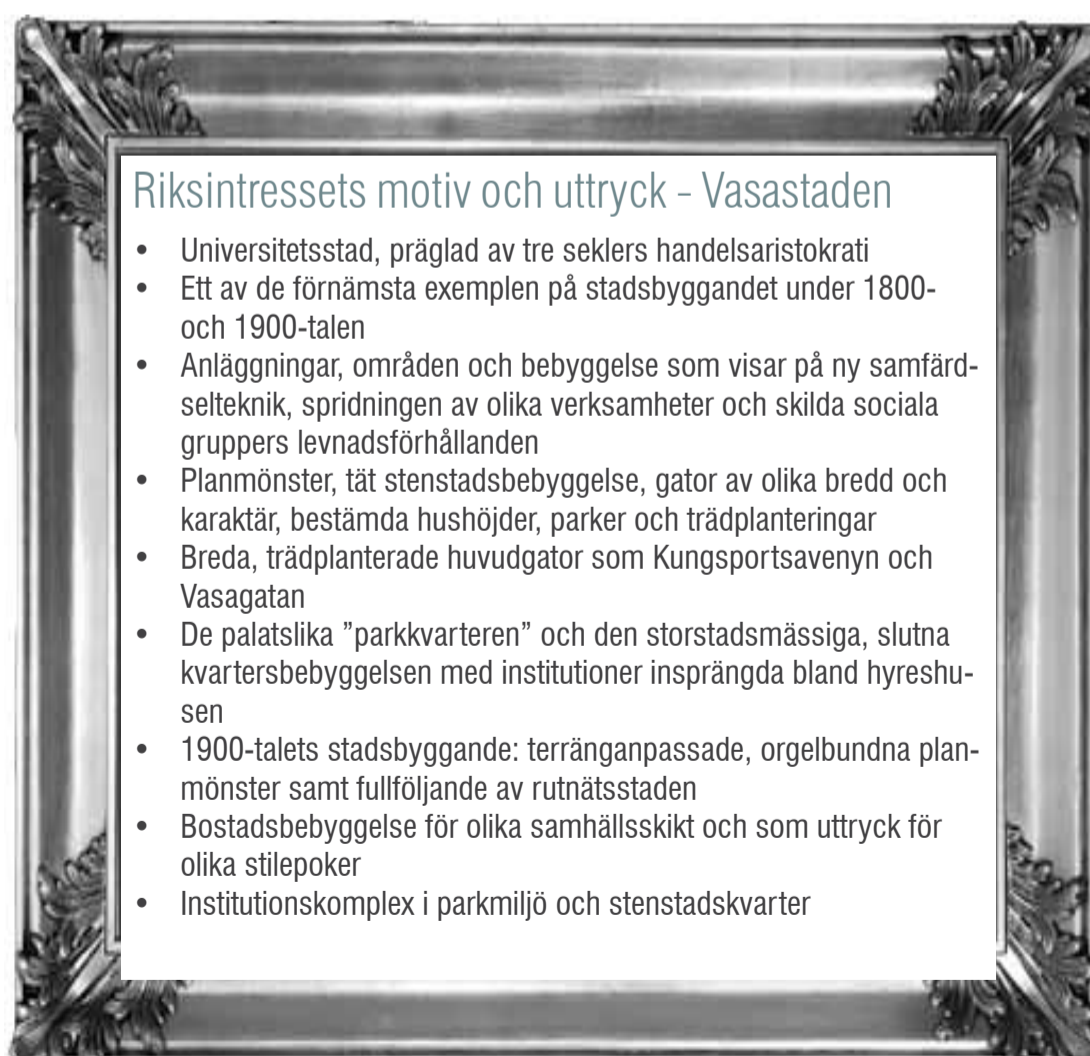 Riksintressets motiv och uttryck - Vasastaden
• Universitetsstad, präglad av tre seklers handelsaristokrati
• Ett av de förnämsta exemplen på stadsbyggandet under 1800-
och 1900-talen
• Anläggningar, områden och bebyggelse som visar på ny samfärd-
selteknik, spridningen av olika verksamheter och skilda sociala
gruppers levnadsförhållanden
• Planmönster, tät stenstadsbebyggelse, gator av olika bredd och
karaktär, bestämda hushöjder, parker och trädplanteringar
• Breda, trädplanterade huvudgator som Kungsportsavenyn och
Vasagatan
• De palatslika ”parkkvarteren” och den storstadsmässiga, slutna
kvartersbebyggelsen med institutioner insprängda bland hyreshu-
sen
• 1900-talets stadsbyggande: terränganpassade, orgelbundna plan-
mönster samt fullföljande av rutnätsstaden
• Bostadsbebyggelse för olika samhällsskikt och som uttryck för
olika stilepoker
• Institutionskomplex i parkmiljö och stenstadskvarter